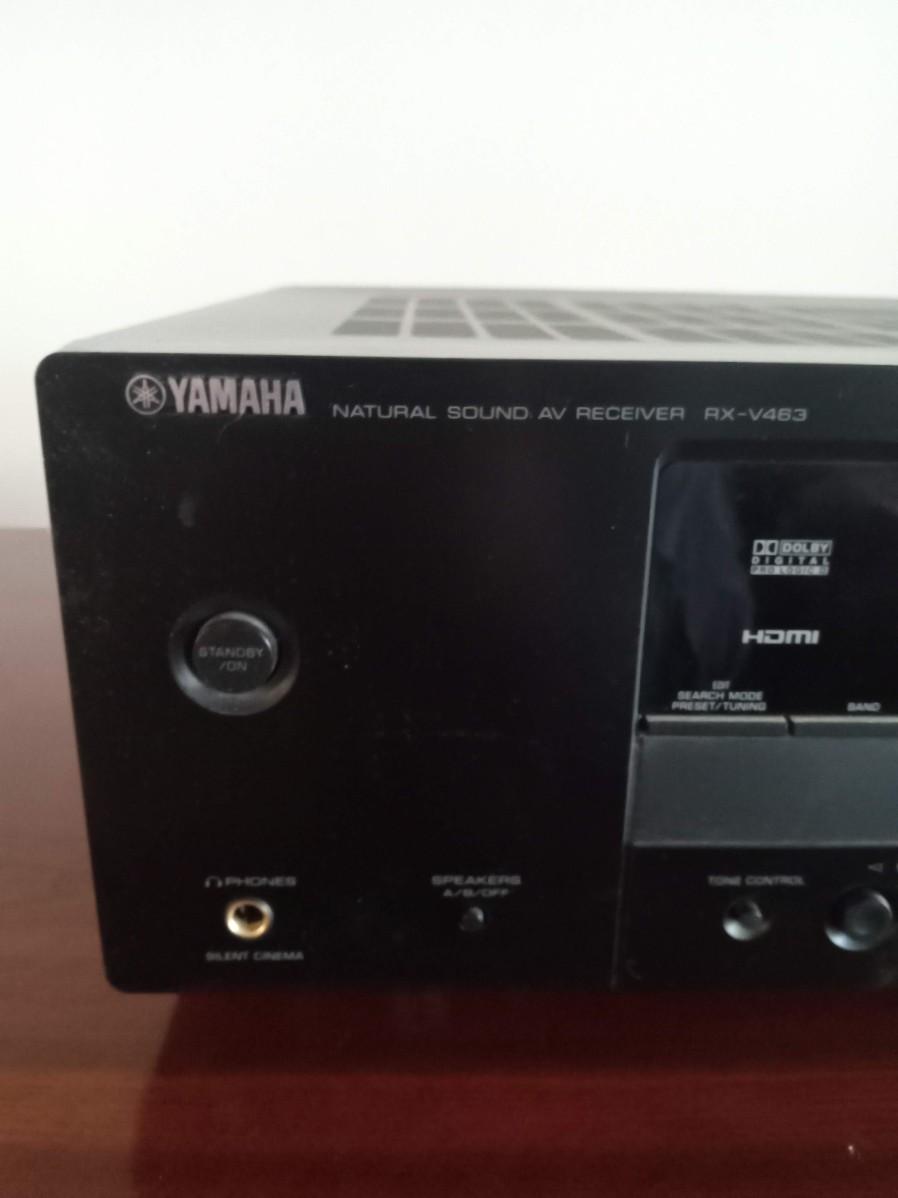 YAMAHA
NATURAL SOUND AV RECEIVER RX-V463
DOLBY
DIGITAL
PRO LOGIC II
HDMI
STANDBY
/ON
EDIT
SEARCH MODE
PRESET/TUNING
BAND
PHONES
SILENT CINEMA
SPEAKERS
A/B/OFF
TONE CONTROL